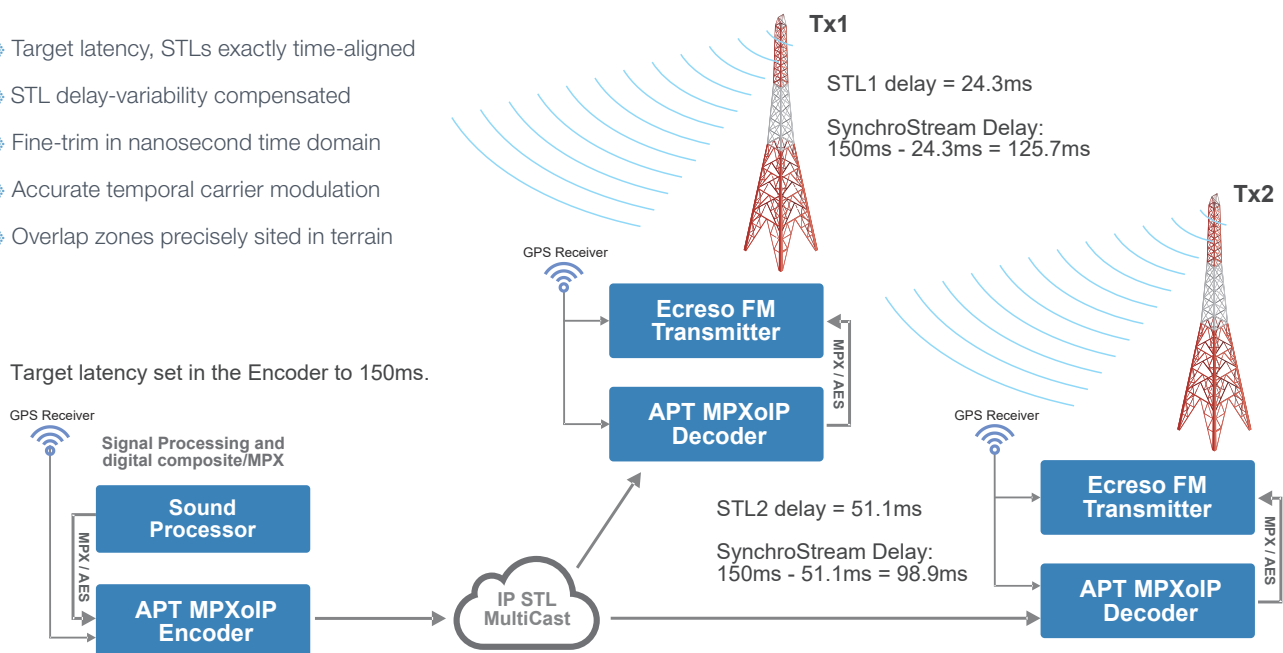 Target latency, STLs exactly time-aligned
STL delay-variability compensated
Fine-trim in nanosecond time domain
Accurate temporal carrier modulation
Overlap zones precisely sited in terrain
Tx1
STL1 delay = 24.3ms
SynchroStream Delay:
150ms - 24.3ms = 125.7ms
Tx2
GPS Receiver
Ecreso FM
Transmitter
MPX / AES
APT MPXoIP
Decoder
Target latency set in the Encoder to 150ms.
GPS Receiver
Signal Processing and
digital composite/MPX
Sound
Processor
MPX / AES
APT MPXoIP
Encoder
IP STL
MultiCast
STL2 delay = 51.1ms
SynchroStream Delay:
150ms - 51.1ms = 98.9ms
GPS Receiver
Ecreso FM
Transmitter
MPX / AES
APT MPXoIP
Decoder